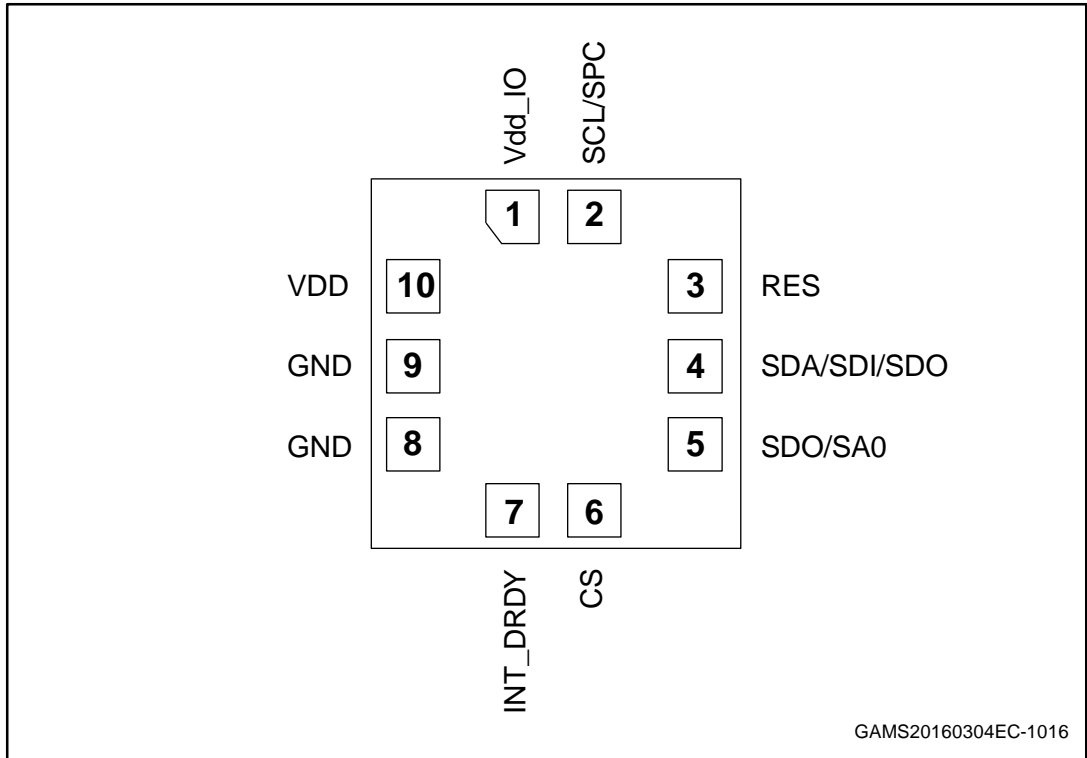 Vdd_IO
SCL/SPC
1
2
VDD
10
3
RES
GND
9
4
SDA/SDI/SDO
GND
8
5
SDO/SA0
7
6
INT_DRDY
CS
GAMS20160304EC-1016